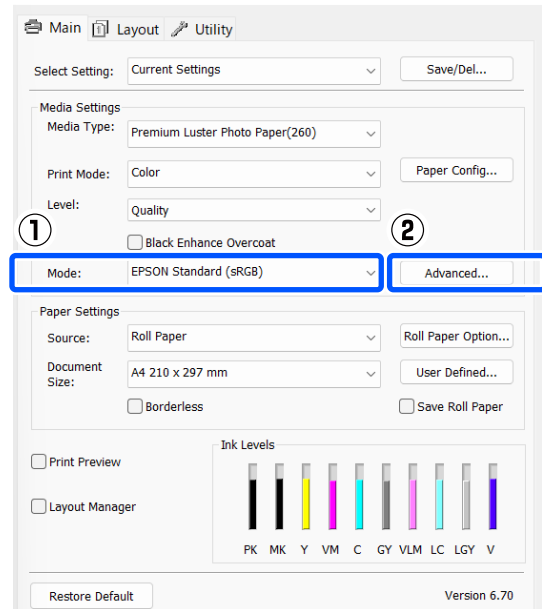 Main Layout Utility
Select Setting: Current Settings Save/Del...
Media Settings
Media Type: Premium Luster Photo Paper(260)
Print Mode: Color Paper Config...
Level: Quality
① ②
Black Enhance Overcoat
Mode: EPSON Standard (sRGB) Advanced...
Paper Settings
Source: Roll Paper Roll Paper Option...
Document
Size: A4 210 x 297 mm User Defined...
Borderless Save Roll Paper
Ink Levels
Print Preview
Layout Manager
PK MK Y VM C GY VLM LC LGY V
Restore Default Version 6.70